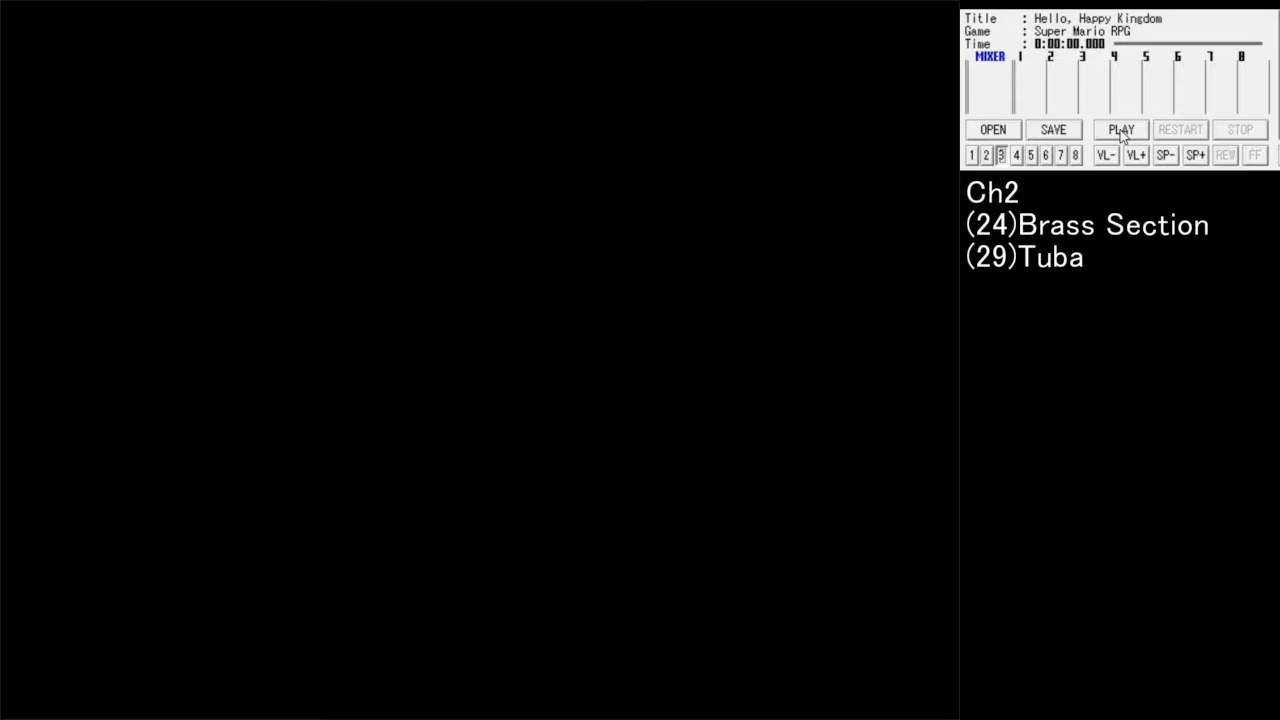 Title : Hello, Happy Kingdom
Game : Super Mario RPG
Time : 0:00:00.000
MIXER 1 2 3 4 5 6 7 8
OPEN SAVE PLAY RESTART STOP
1 2 3 4 5 6 7 8 VL- VL+ SP- SP+ REW FF
Ch2
(24)Brass Section
(29)Tuba